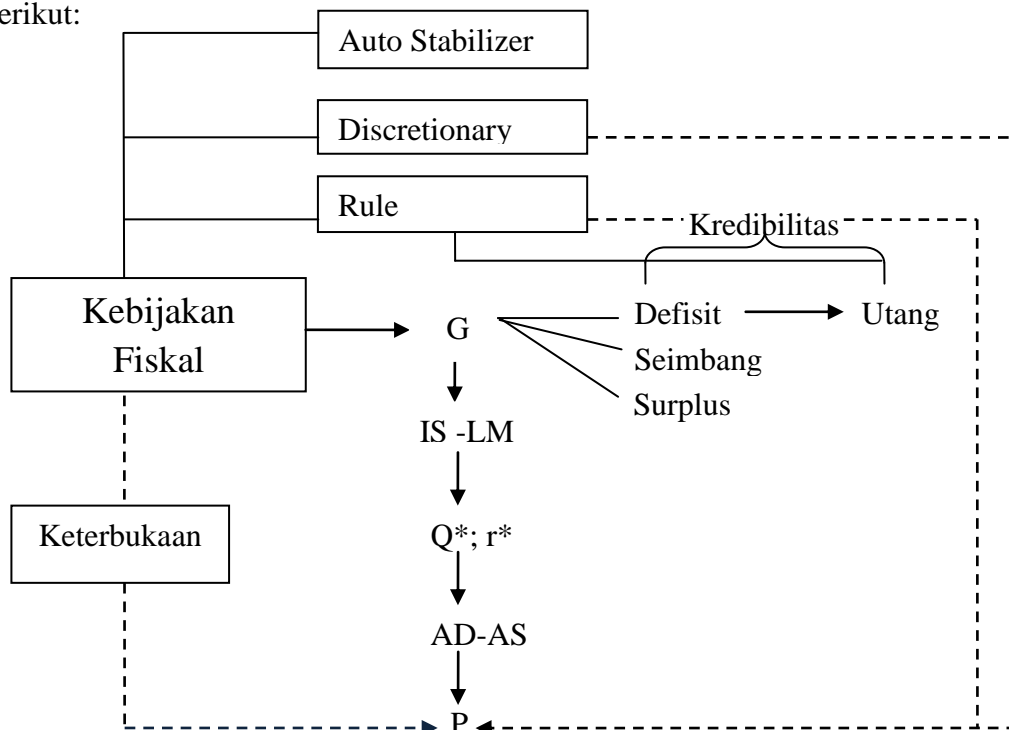 erikut:
Auto Stabilizer
Discretionary
Rule
Kredibilitas
Kebijakan
Fiskal
G
Defisit
Utang
Seimbang
Surplus
IS -LM
Keterbukaan
Q*; r*
AD-AS
P